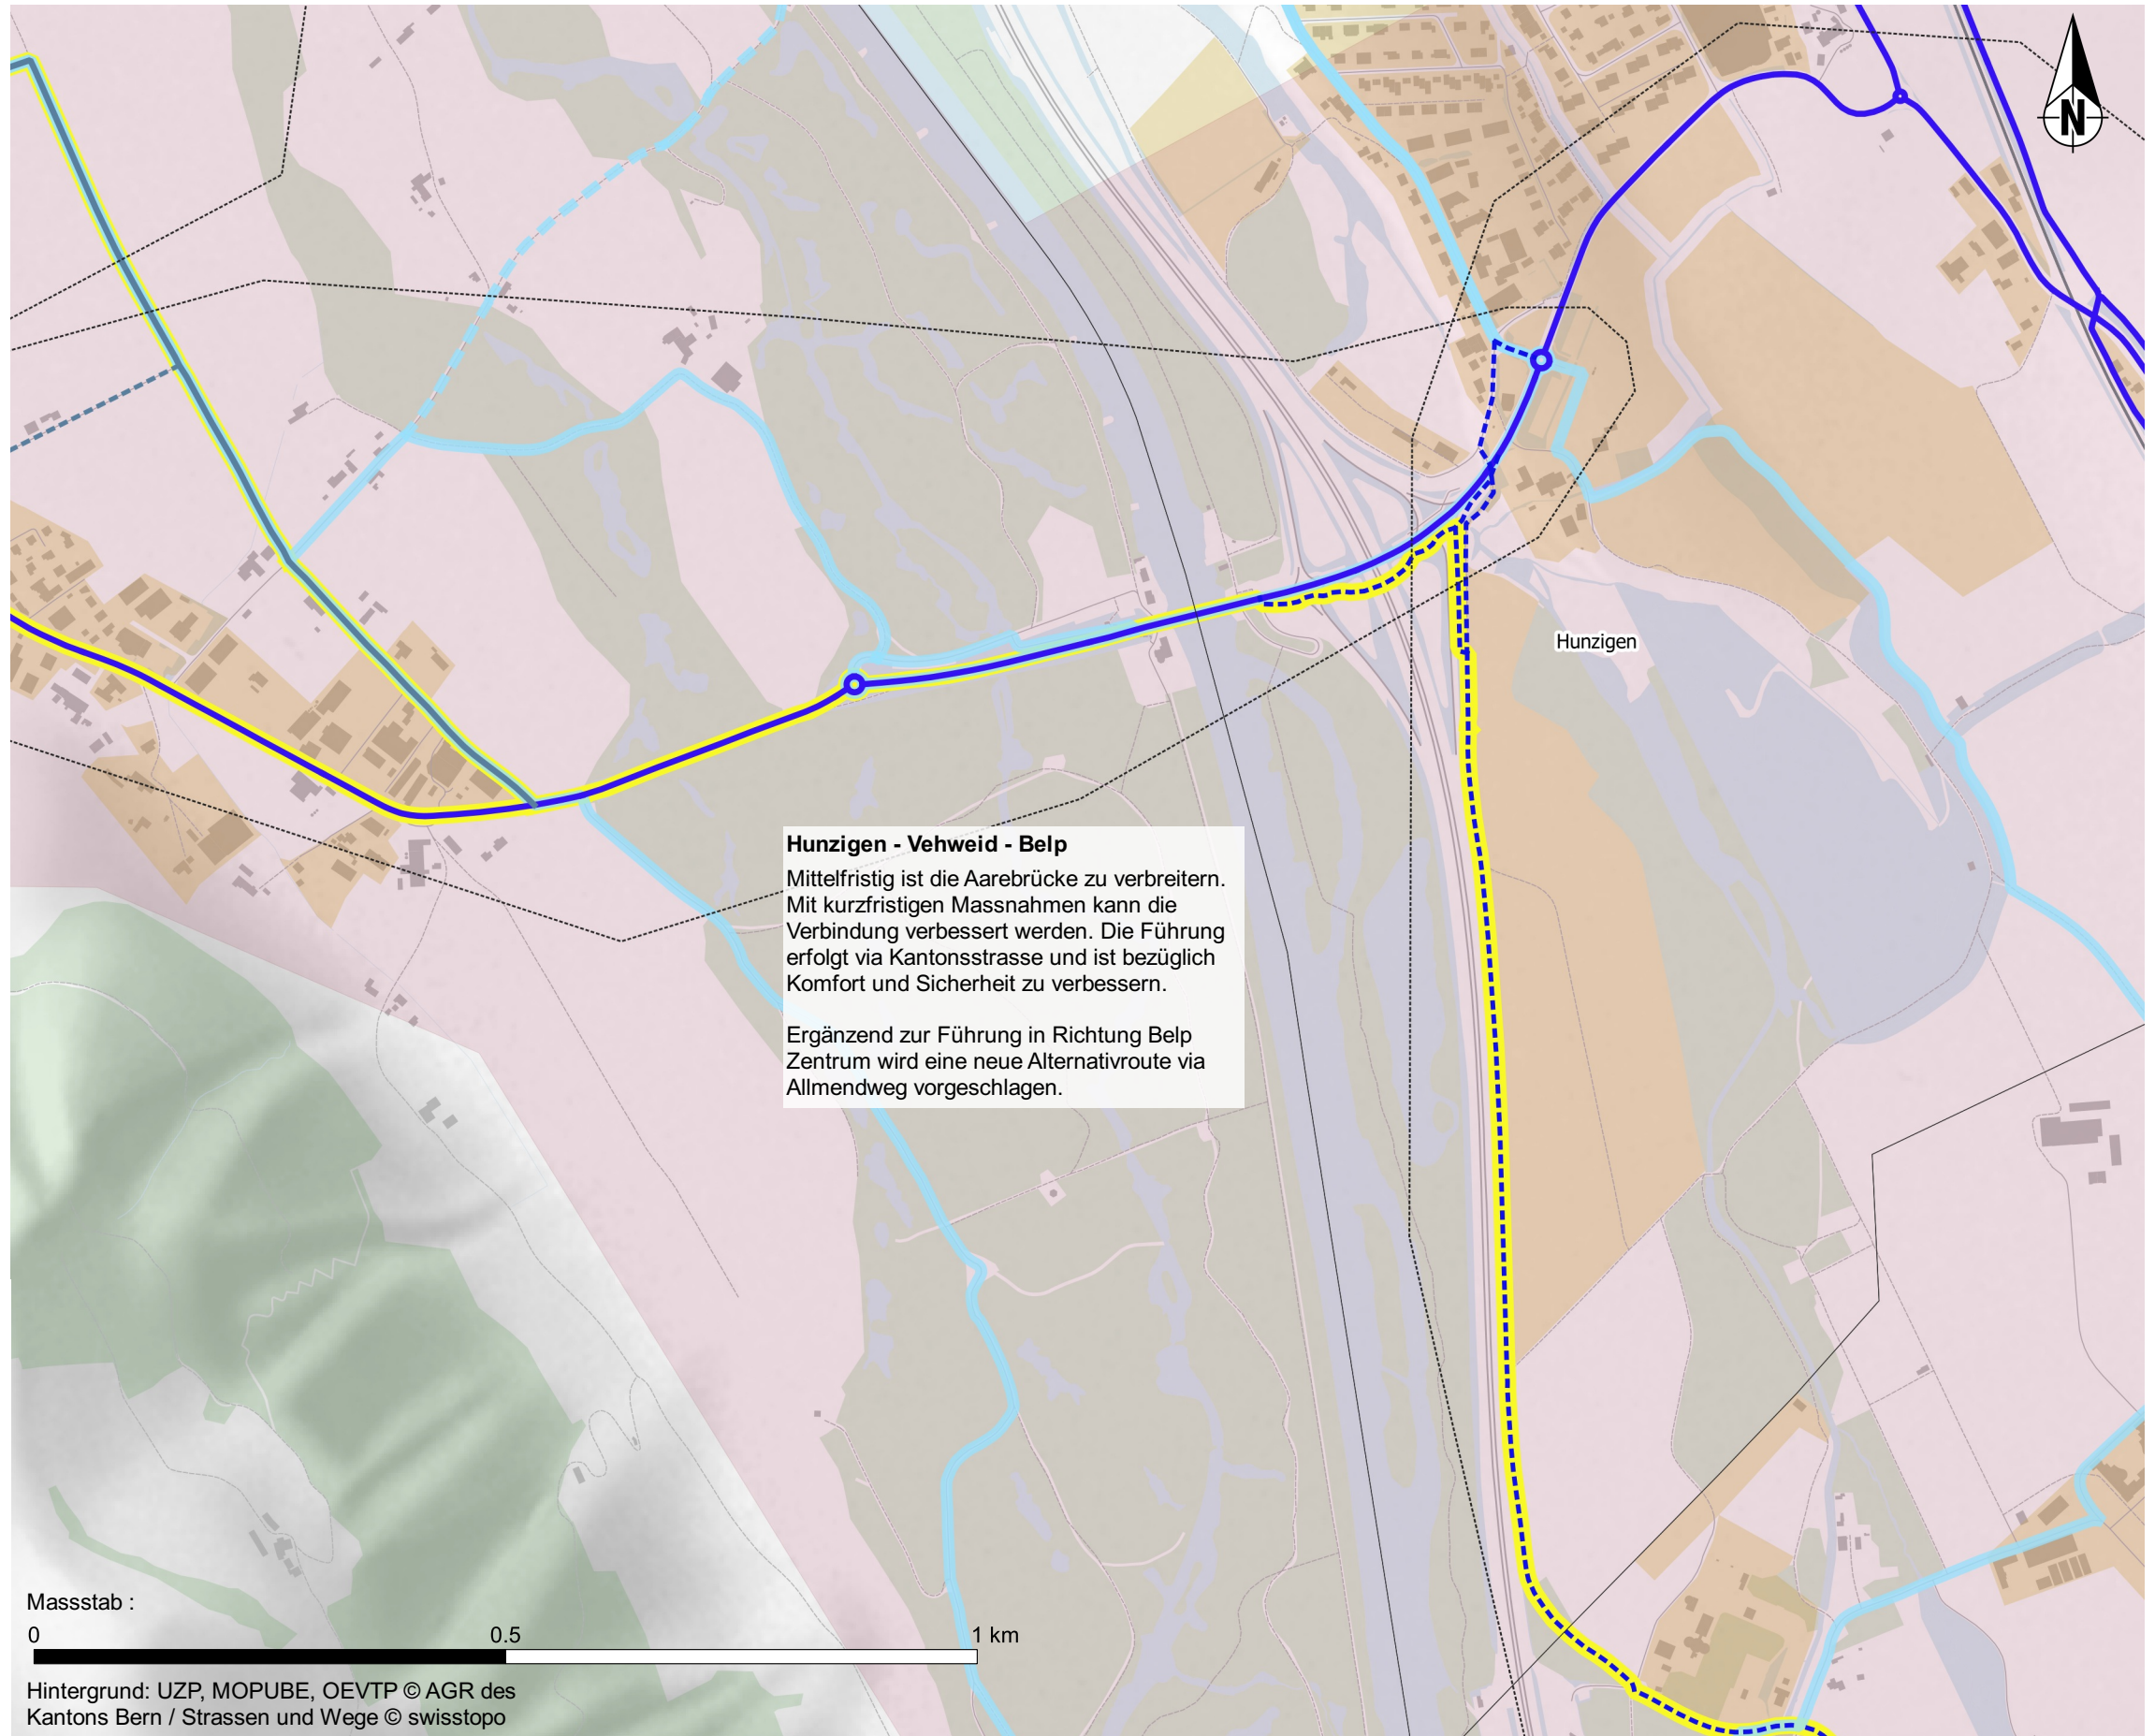 N
Hunzigen
Hunzigen - Vehweid - Belp
Mittelfristig ist die Aarebrücke zu verbreitern.
Mit kurzfristigen Massnahmen kann die
Verbindung verbessert werden. Die Führung
erfolgt via Kantonsstrasse und ist bezüglich
Komfort und Sicherheit zu verbessern.
Ergänzend zur Führung in Richtung Belp
Zentrum wird eine neue Alternativroute via
Allmendweg vorgeschlagen.
Massstab :
0 0.5 1 km
Hintergrund: UZP, MOPUBE, OEVTP © AGR des
Kantons Bern / Strassen und Wege © swisstopo